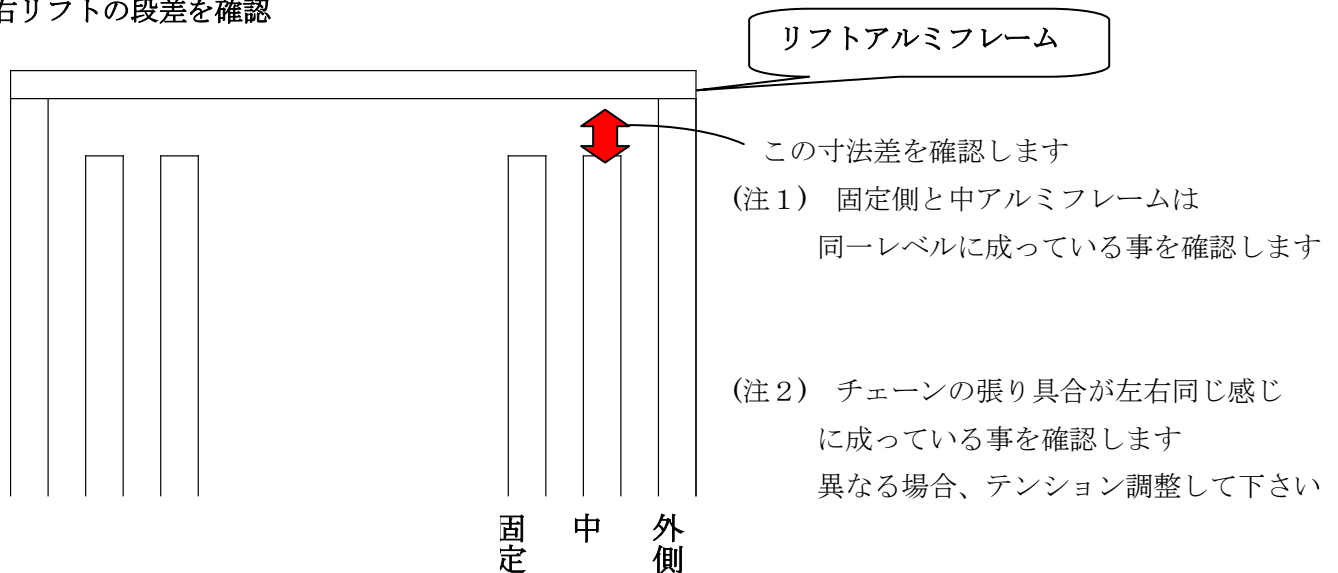 右リフトの段差を確認
リフトアルミフレーム
この寸法差を確認します
(注1) 固定側と中アルミフレームは
同一レベルに成っている事を確認します
(注2) チェーンの張り具合が左右同じ感じ
に成っている事を確認します
異なる場合、テンション調整して下さい
固定
中
外側